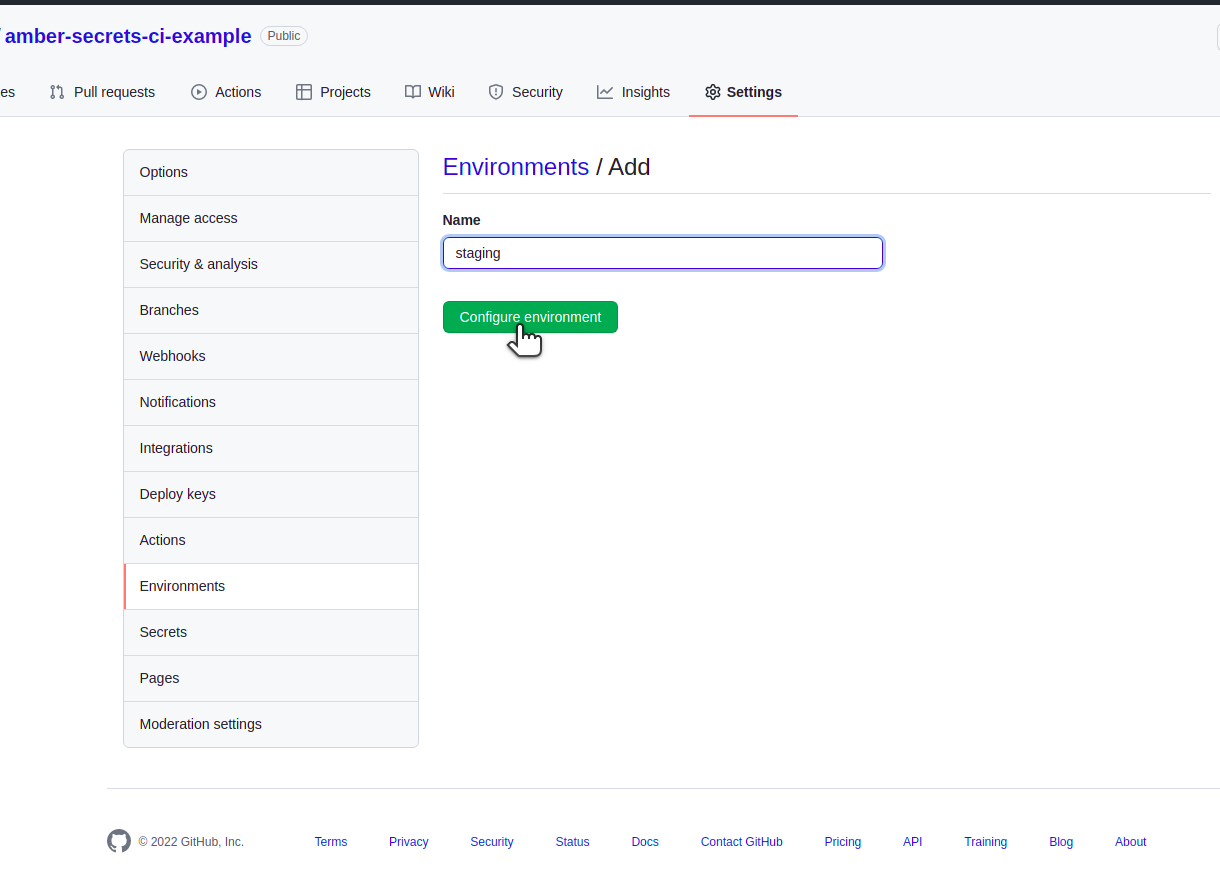 amber-secrets-ci-example Public
es Pull requests Actions Projects Wiki Security Insights Settings
Options
Manage access
Security & analysis
Branches
Webhooks
Notifications
Integrations
Deploy keys
Actions
Environments
Secrets
Pages
Moderation settings
Environments / Add
Name
staging
Configure environment
© 2022 GitHub, Inc. Terms Privacy Security Status Docs Contact GitHub Pricing API Training Blog About